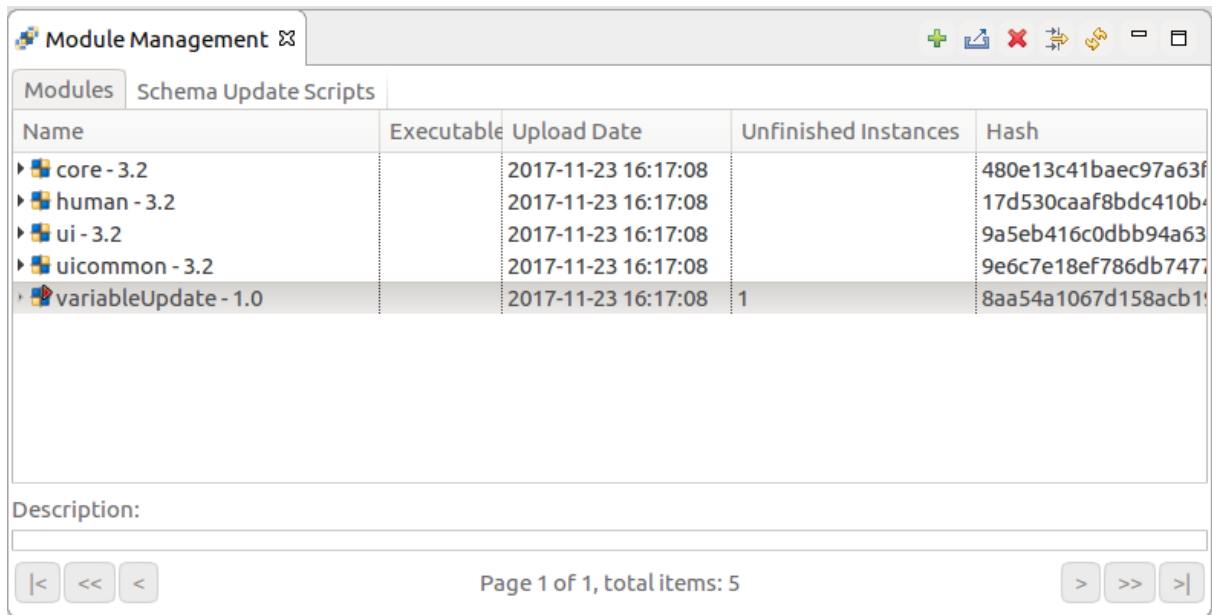 Module Management
Modules Schema Update Scripts
Name Executable Upload Date Unfinished Instances Hash
core - 3.2 2017-11-23 16:17:08 480e13c41baec97a63f
human - 3.2 2017-11-23 16:17:08 17d530caaf8bdc410b4
ui - 3.2 2017-11-23 16:17:08 9a5eb416c0dbb94a63
uicommon - 3.2 2017-11-23 16:17:08 9e6c7e18ef786db7477
variableUpdate - 1.0 2017-11-23 16:17:08 1 8aa54a1067d158acb19
Description:
|< << < Page 1 of 1, total items: 5 > >> >|